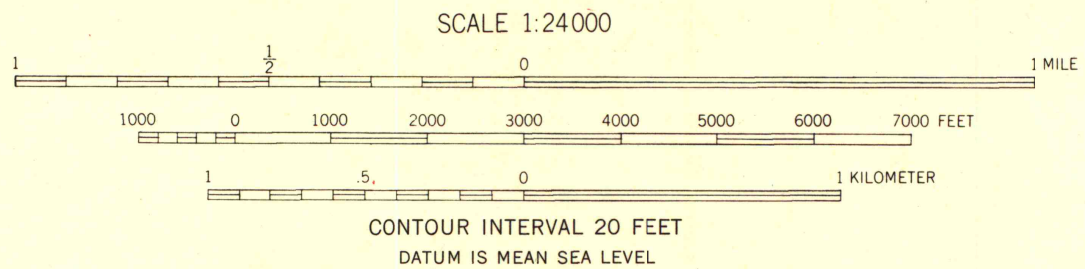 SCALE 1:24000
1 1/2 0 1 MILE
1000 0 1000 2000 3000 4000 5000 6000 7000 FEET
1 .5 0 1 KILOMETER
CONTOUR INTERVAL 20 FEET
DATUM IS MEAN SEA LEVEL